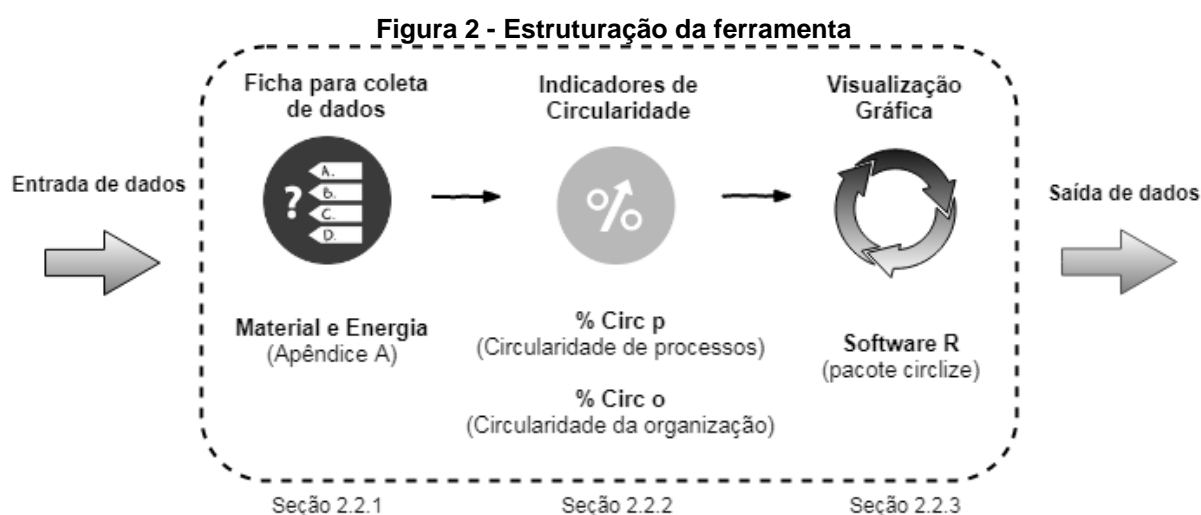 Figura 2 - Estruturação da ferramenta
Entrada de dados
Ficha para coleta
de dados
?
A.
B.
C.
D.
Material e Energia
(Apêndice A)
Indicadores de
Circularidade
%
% Circ p
(Circularidade de processos)
% Circ o
(Circularidade da organização)
Visualização
Gráfica
Software R
(pacote circlize)
Saída de dados
Seção 2.2.1
Seção 2.2.2
Seção 2.2.3